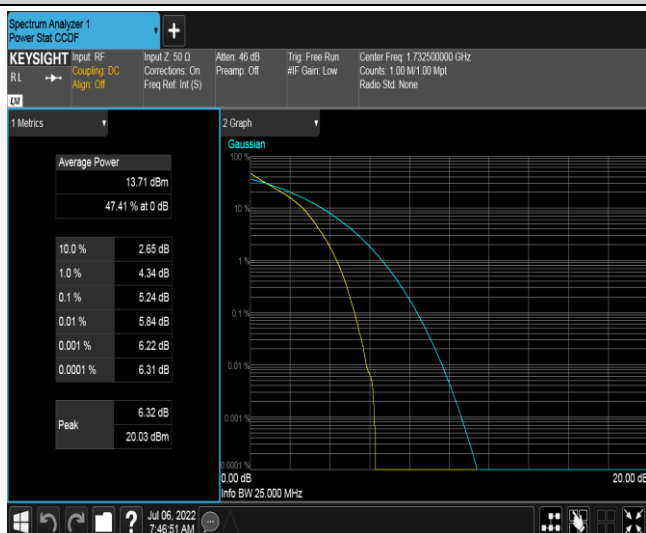 Spectrum Analyzer 1
Power Stat CCDF
+
KEYSIGHT
R L
LXI
Input: RF
Coupling: DC
Align: Off
Input Z: 50 Ω
Corrections: On
Freq Ref: Int (S)
Atten: 46 dB
Preamp: Off
Trig: Free Run
#IF Gain: Low
Center Freq: 1.732500000 GHz
Counts: 1.00 M/1.00 Mpt
Radio Std: None
1 Metrics
Average Power
13.71 dBm
47.41 % at 0 dB
10.0 % 2.65 dB
1.0 % 4.34 dB
0.1 % 5.24 dB
0.01 % 5.84 dB
0.001 % 6.22 dB
0.0001 % 6.31 dB
Peak
6.32 dB
20.03 dBm
2 Graph
Gaussian
100 %
10 %
1 %
0.1 %
0.01 %
0.001 %
0.0001 %
0.00 dB 20.00 dB
Info BW 25.000 MHz
?
Jul 06, 2022
7:46:51 AM